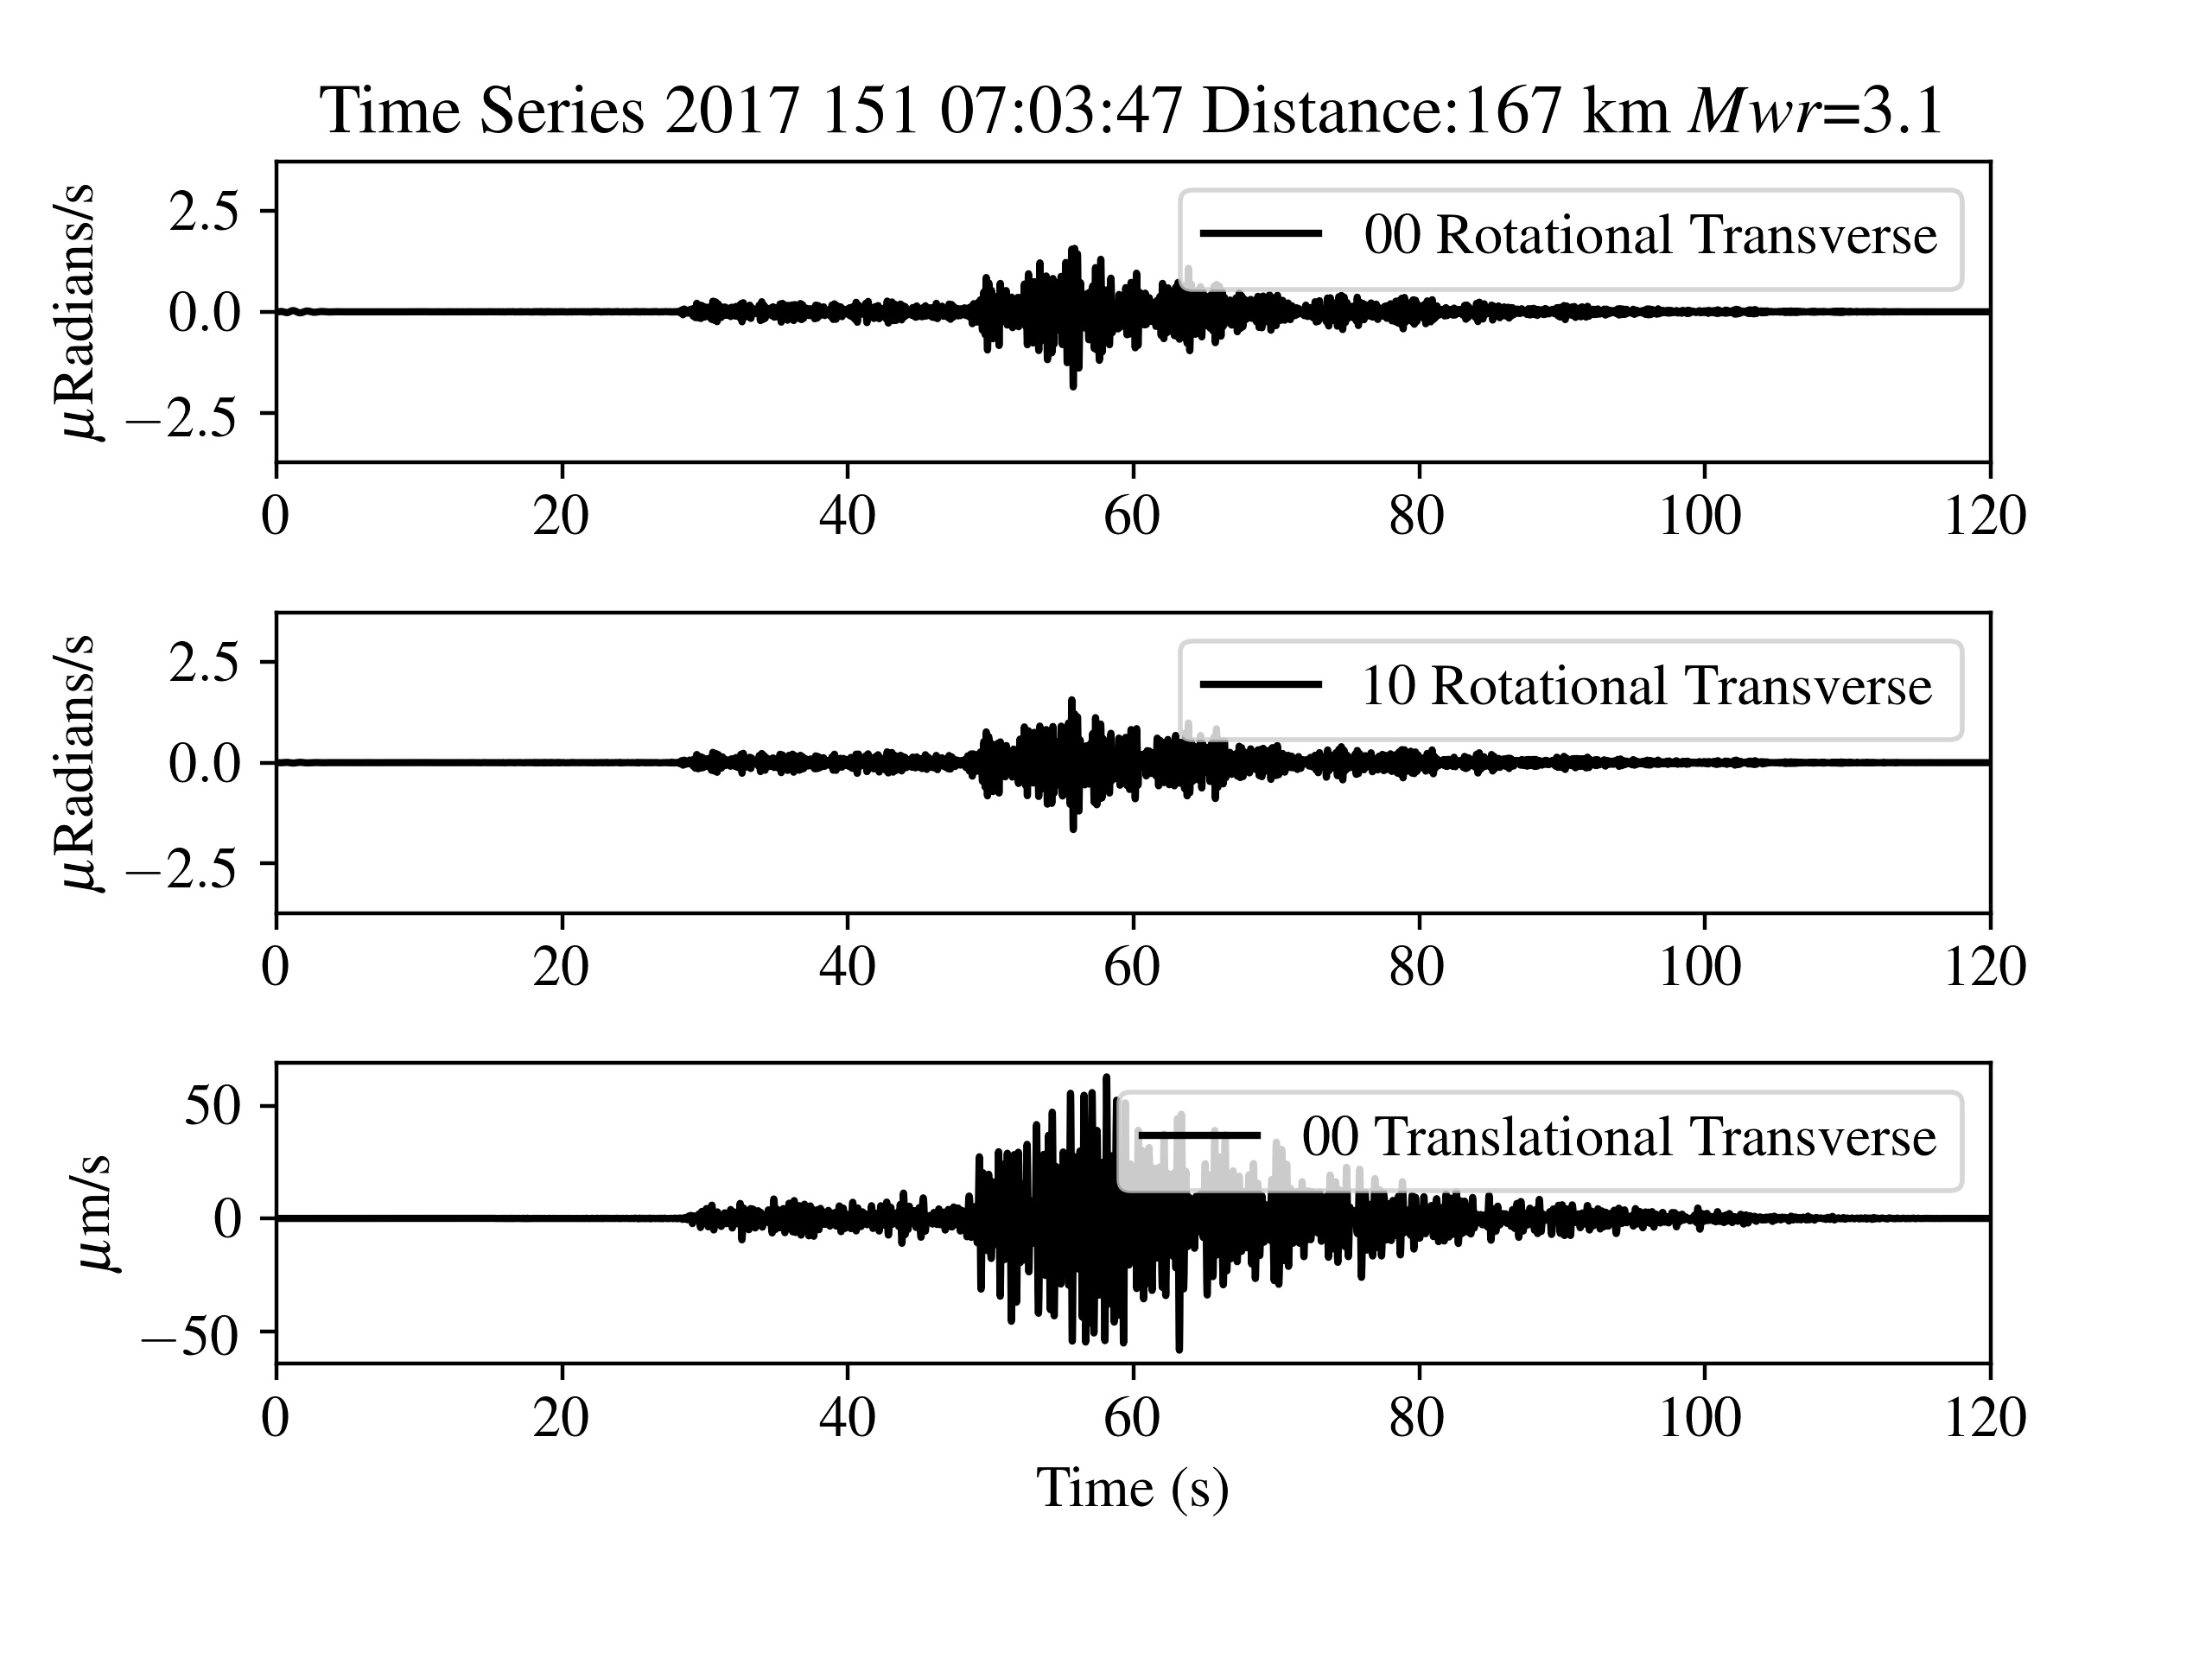 Time Series 2017 151 07:03:47 Distance:167 km Mwr=3.1
μRadians/s
2.5
0.0
−2.5
00 Rotational Transverse
0 20 40 60 80 100 120
μRadians/s
2.5
0.0
−2.5
10 Rotational Transverse
0 20 40 60 80 100 120
μm/s
50
0
−50
00 Translational Transverse
0 20 40 60 80 100 120
Time (s)